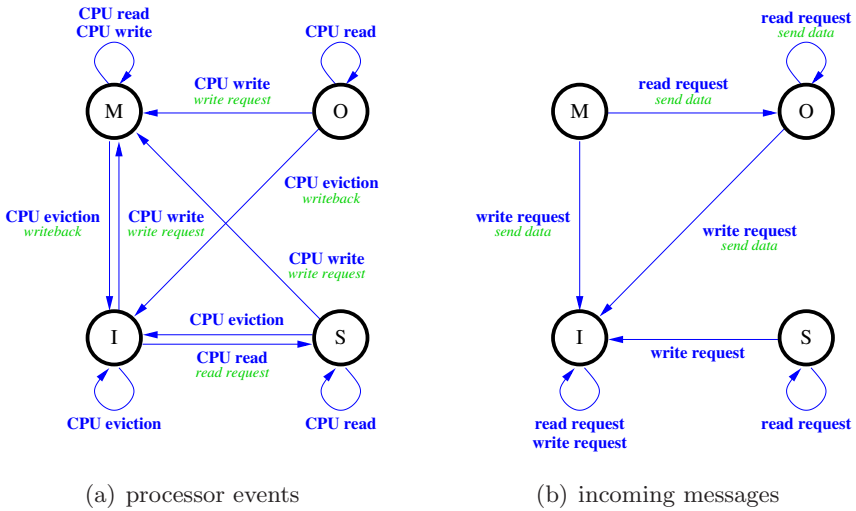 CPU read
CPU write
M
CPU read
O
CPU write
write request
CPU eviction
writeback
CPU eviction
writeback
CPU write
write request
CPU write
write request
I
CPU eviction
S
CPU read
read request
CPU eviction
CPU read
(a) processor events
read request
send data
M
read request
send data
O
write request
send data
write request
send data
I
write request
S
read request
write request
read request
(b) incoming messages